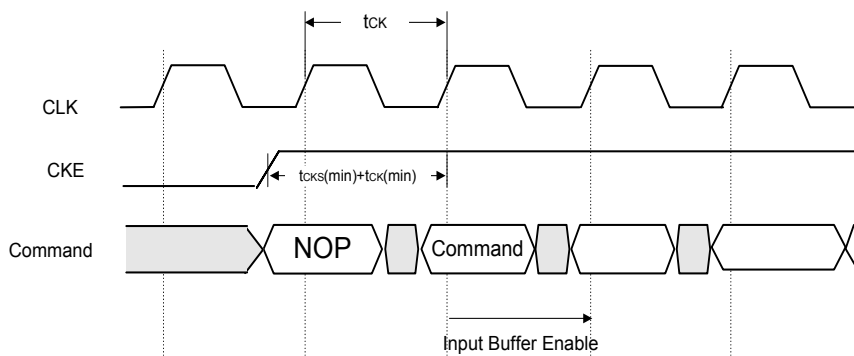 tCK
CLK
CKE
tCKS(min)+tCK(min)
Command
NOP
Command
Input Buffer Enable